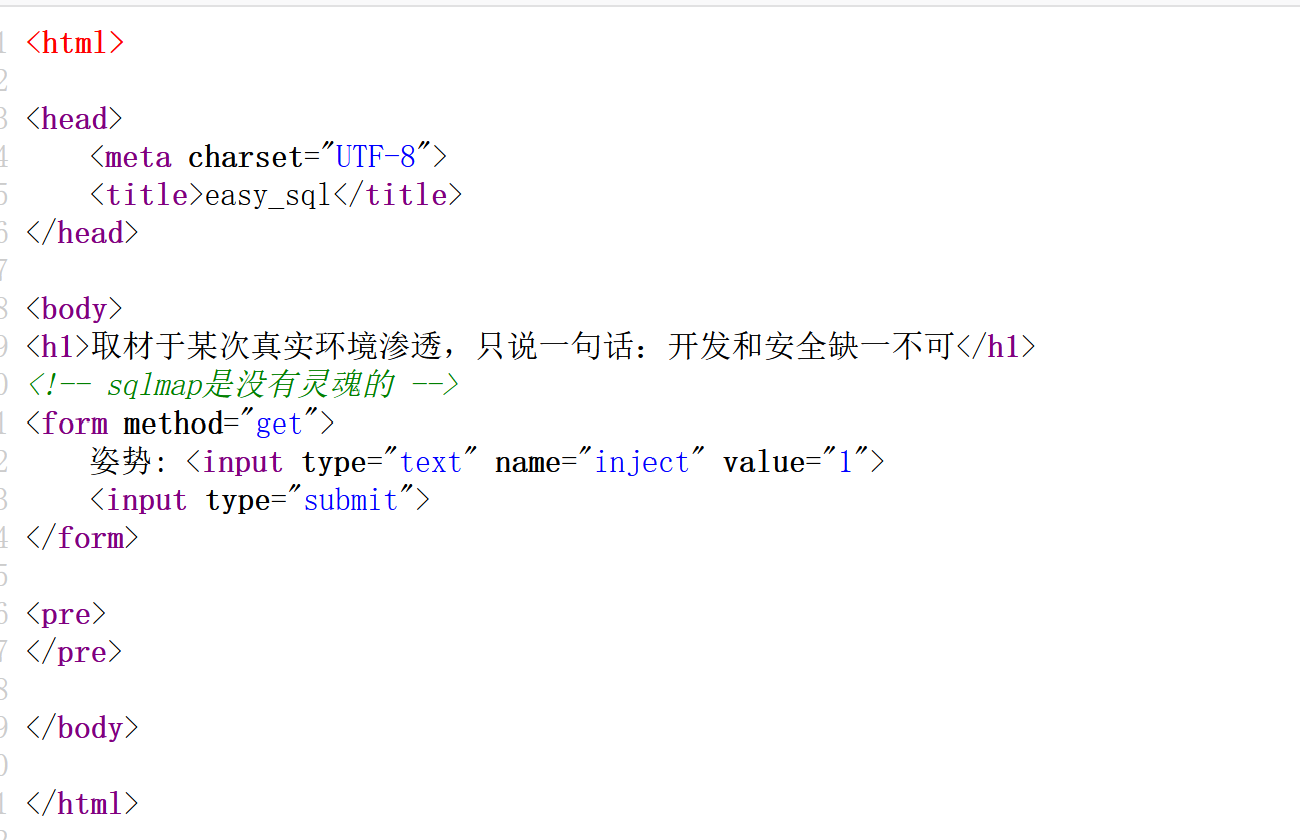 1 <html>
2
3 <head>
4     <meta charset="UTF-8">
5     <title>easy_sql</title>
6 </head>
7
8 <body>
9 <h1>取材于某次真实环境渗透，只说一句话：开发和安全缺一不可</h1>
0 <!-- sqlmap是没有灵魂的 -->
1 <form method="get">
2     姿势: <input type="text" name="inject" value="1">
3     <input type="submit">
4 </form>
5
6 <pre>
7 </pre>
8
9 </body>
0
1 </html>
2